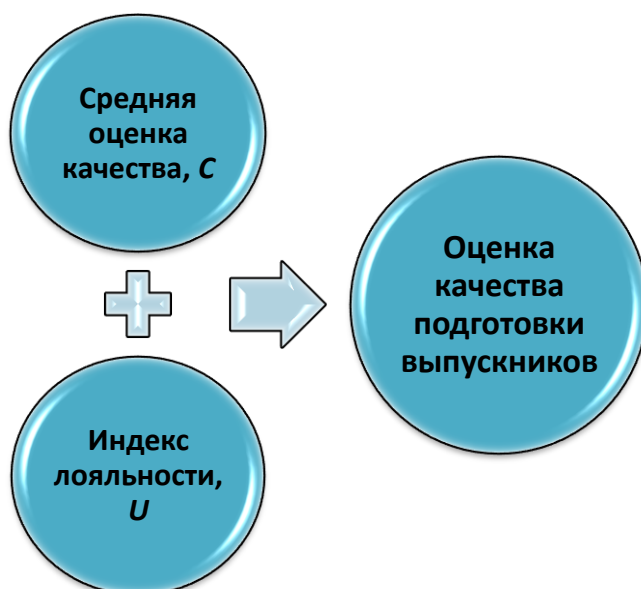 Средняя
оценка
качества, C
Индекс
лояльности,
U
Оценка
качества
подготовки
выпускников